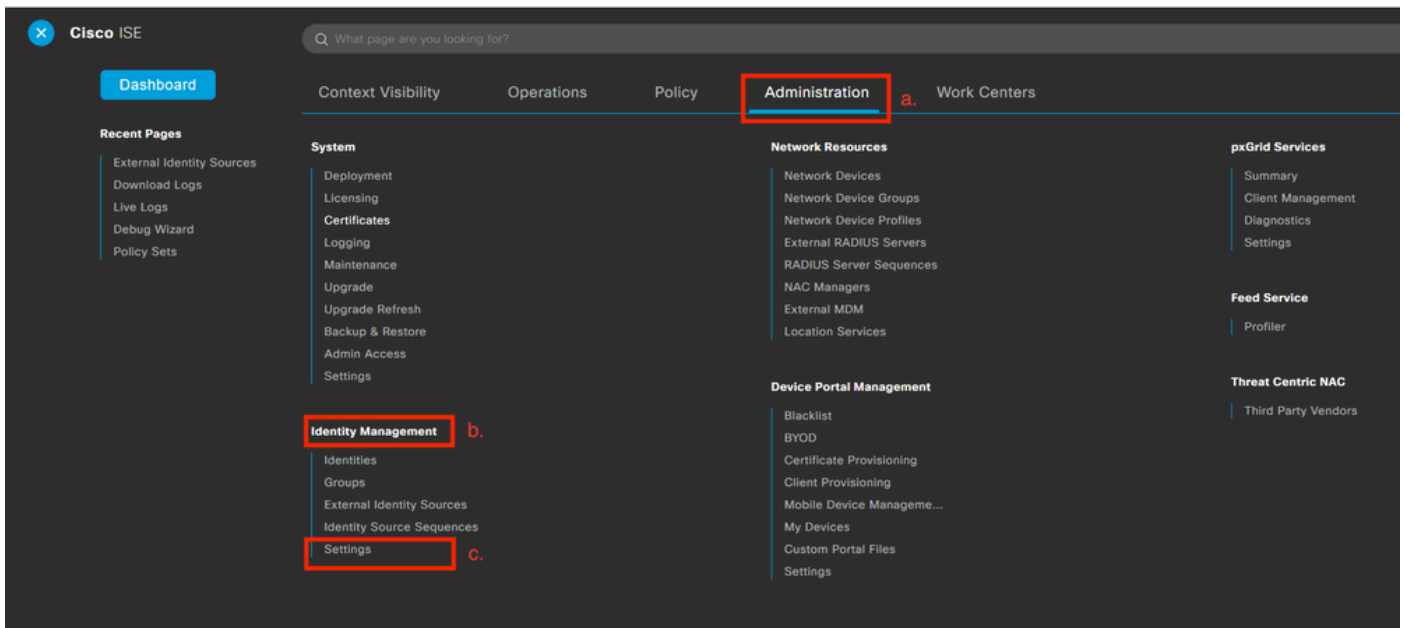 Cisco ISE
What page are you looking for?
Dashboard
Context Visibility
Operations
Policy
Administration
a.
Work Centers
Recent Pages
External Identity Sources
Download Logs
Live Logs
Debug Wizard
Policy Sets
System
Deployment
Licensing
Certificates
Logging
Maintenance
Upgrade
Upgrade Refresh
Backup & Restore
Admin Access
Settings
Identity Management
b.
Identities
Groups
External Identity Sources
Identity Source Sequences
Settings
c.
Network Resources
Network Devices
Network Device Groups
Network Device Profiles
External RADIUS Servers
RADIUS Server Sequences
NAC Managers
External MDM
Location Services
Device Portal Management
Blacklist
BYOD
Certificate Provisioning
Client Provisioning
Mobile Device Manageme...
My Devices
Custom Portal Files
Settings
pxGrid Services
Summary
Client Management
Diagnostics
Settings
Feed Service
Profiler
Threat Centric NAC
Third Party Vendors